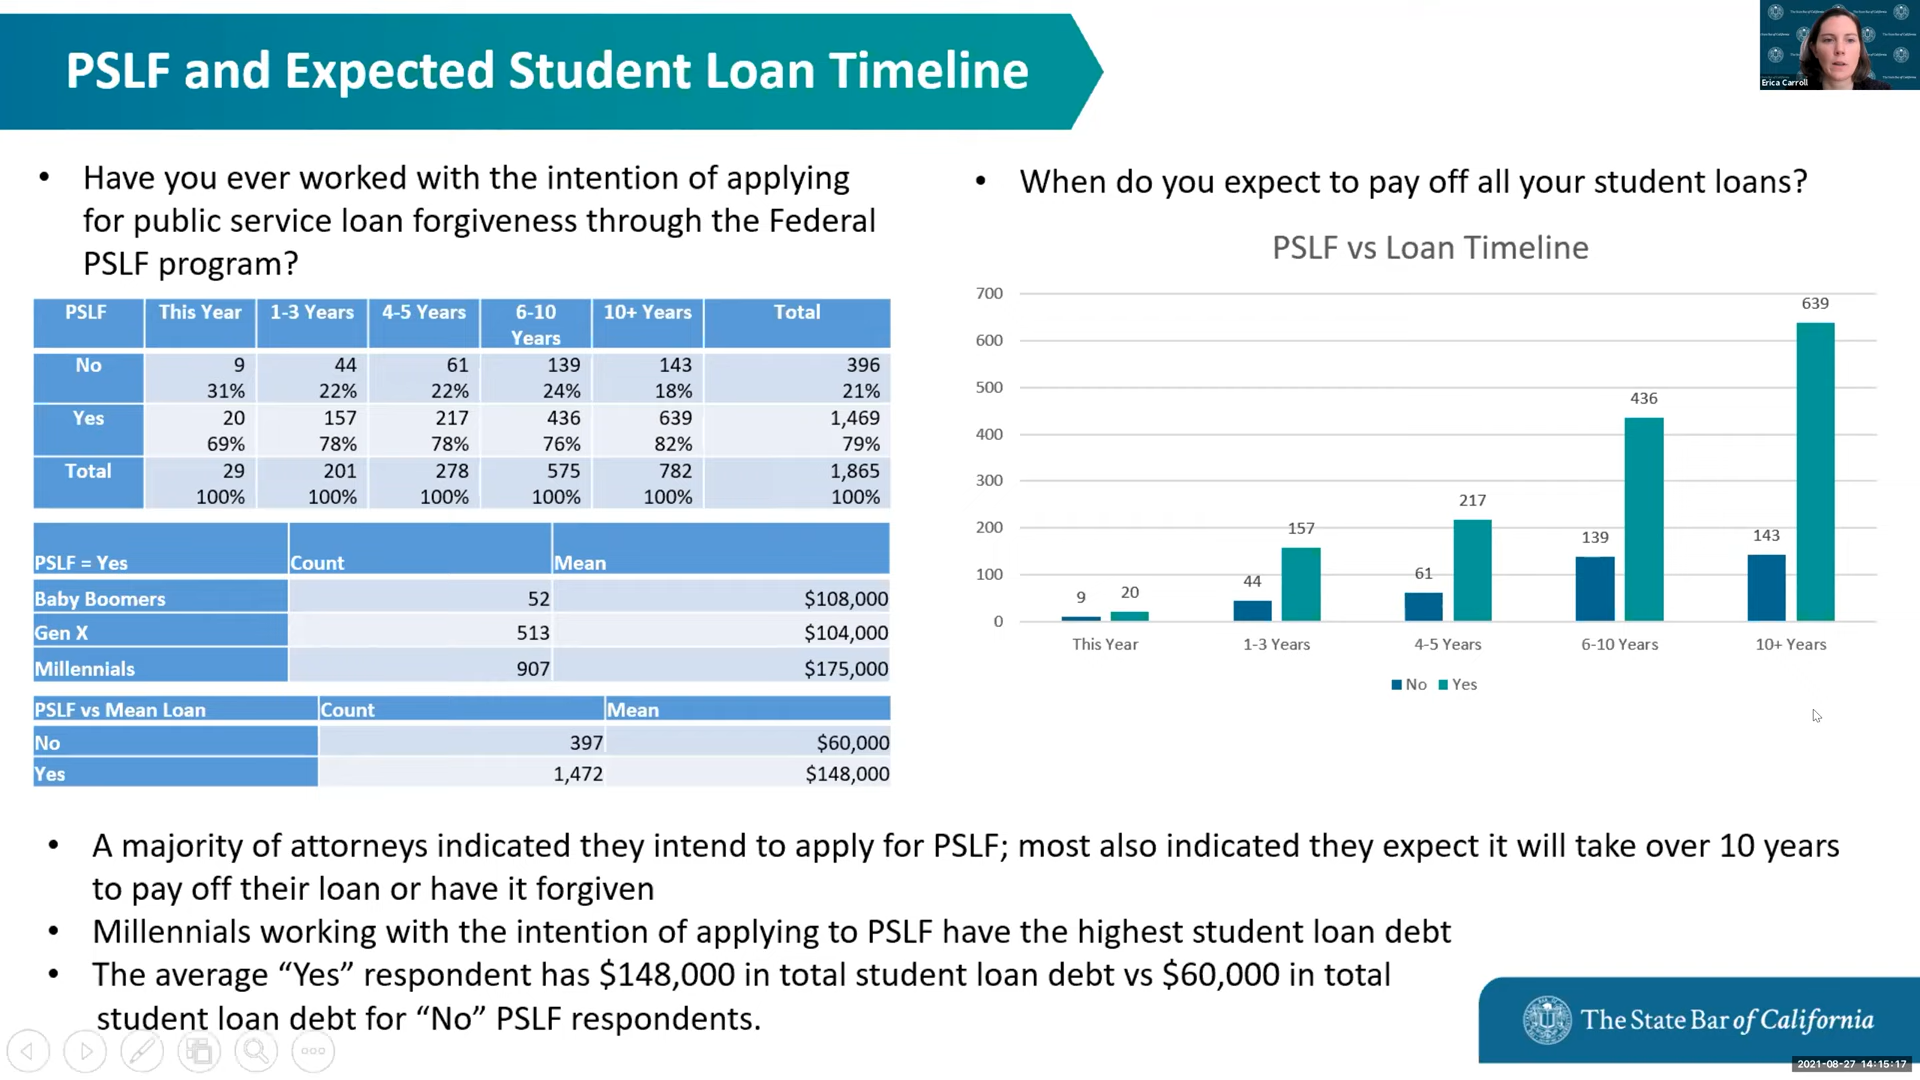 PSLF and Expected Student Loan Timeline
Erica Carroll
• Have you ever worked with the intention of applying
for public service loan forgiveness through the Federal
PSLF program?
PSLF This Year 1-3 Years 4-5 Years 6-10 Years 10+ Years Total
No 9 44 61 139 143 396
31% 22% 22% 24% 18% 21%
Yes 20 157 217 436 639 1,469
69% 78% 78% 76% 82% 79%
Total 29 201 278 575 782 1,865
100% 100% 100% 100% 100% 100%
PSLF = Yes Count Mean
Baby Boomers 52 $108,000
Gen X 513 $104,000
Millennials 907 $175,000
PSLF vs Mean Loan Count Mean
No 397 $60,000
Yes 1,472 $148,000
• When do you expect to pay off all your student loans?
PSLF vs Loan Timeline
700
600
500
400
300
200
100
0
9 20
44 157
61 217
139 436
143 639
This Year 1-3 Years 4-5 Years 6-10 Years 10+ Years
No Yes
• A majority of attorneys indicated they intend to apply for PSLF; most also indicated they expect it will take over 10 years
to pay off their loan or have it forgiven
• Millennials working with the intention of applying to PSLF have the highest student loan debt
• The average “Yes” respondent has $148,000 in total student loan debt vs $60,000 in total
student loan debt for “No” PSLF respondents.
The State Bar of California
2021-08-27 14:15:17